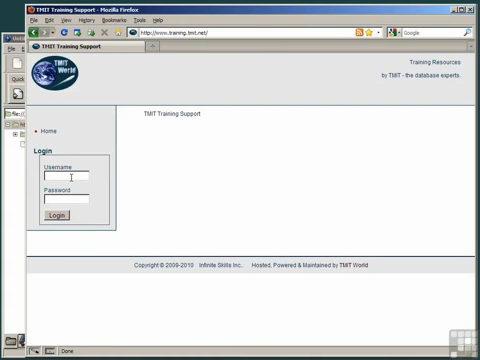 TMIT Training Support - Mozilla Firefox
File Edit View History Bookmarks Tools Help
http://www.training.tmit.net/
Google
TMIT Training Support
TMIT
World
Training Resources
by TMIT - the database experts.
Home
TMIT Training Support
Login
Username
Password
Login
Copyright © 2009-2010 Infinite Skills Inc. Hosted, Powered & Maintained by TMIT World
Done
Quick